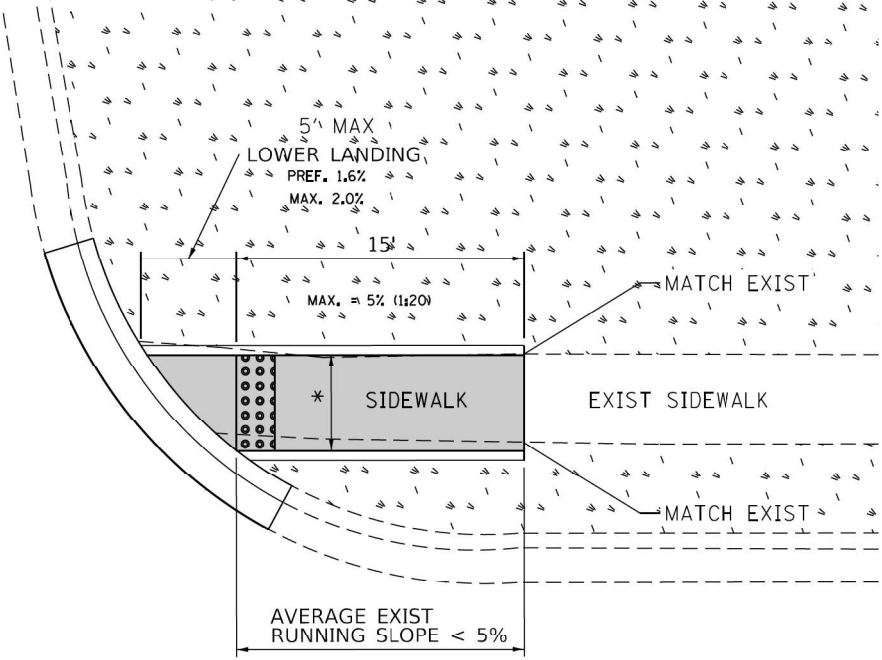 5' MAX
LOWER LANDING
PREF. 1.6%
MAX. 2.0%
15'
MAX. = 5% (1:20)
MATCH EXIST
* SIDEWALK
EXIST SIDEWALK
MATCH EXIST
AVERAGE EXIST
RUNNING SLOPE < 5%